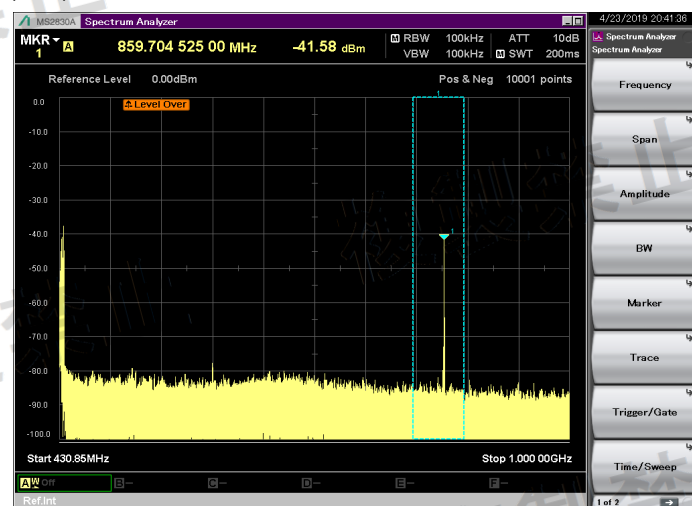 MS2830A Spectrum Analyzer
4/23/2019 20:41:36
MKR 1 A 859.704 525 00 MHz -41.58 dBm
M RBW 100kHz ATT 10dB
VBW 100kHz M SWT 200ms
Spectrum Analyzer
Spectrum Analyzer
Reference Level 0.00dBm Pos & Neg 10001 points
Level Over
1
1
0.0
-10.0
-20.0
-30.0
-40.0
-50.0
-60.0
-70.0
-80.0
-90.0
-100.0
Start 430.85MHz Stop 1.000 00GHz
A W Off B- C- D- E- F-
Ref.Int
Frequency
Span
Amplitude
BW
Marker
Trace
Trigger/Gate
Time/Sweep
1 of 2